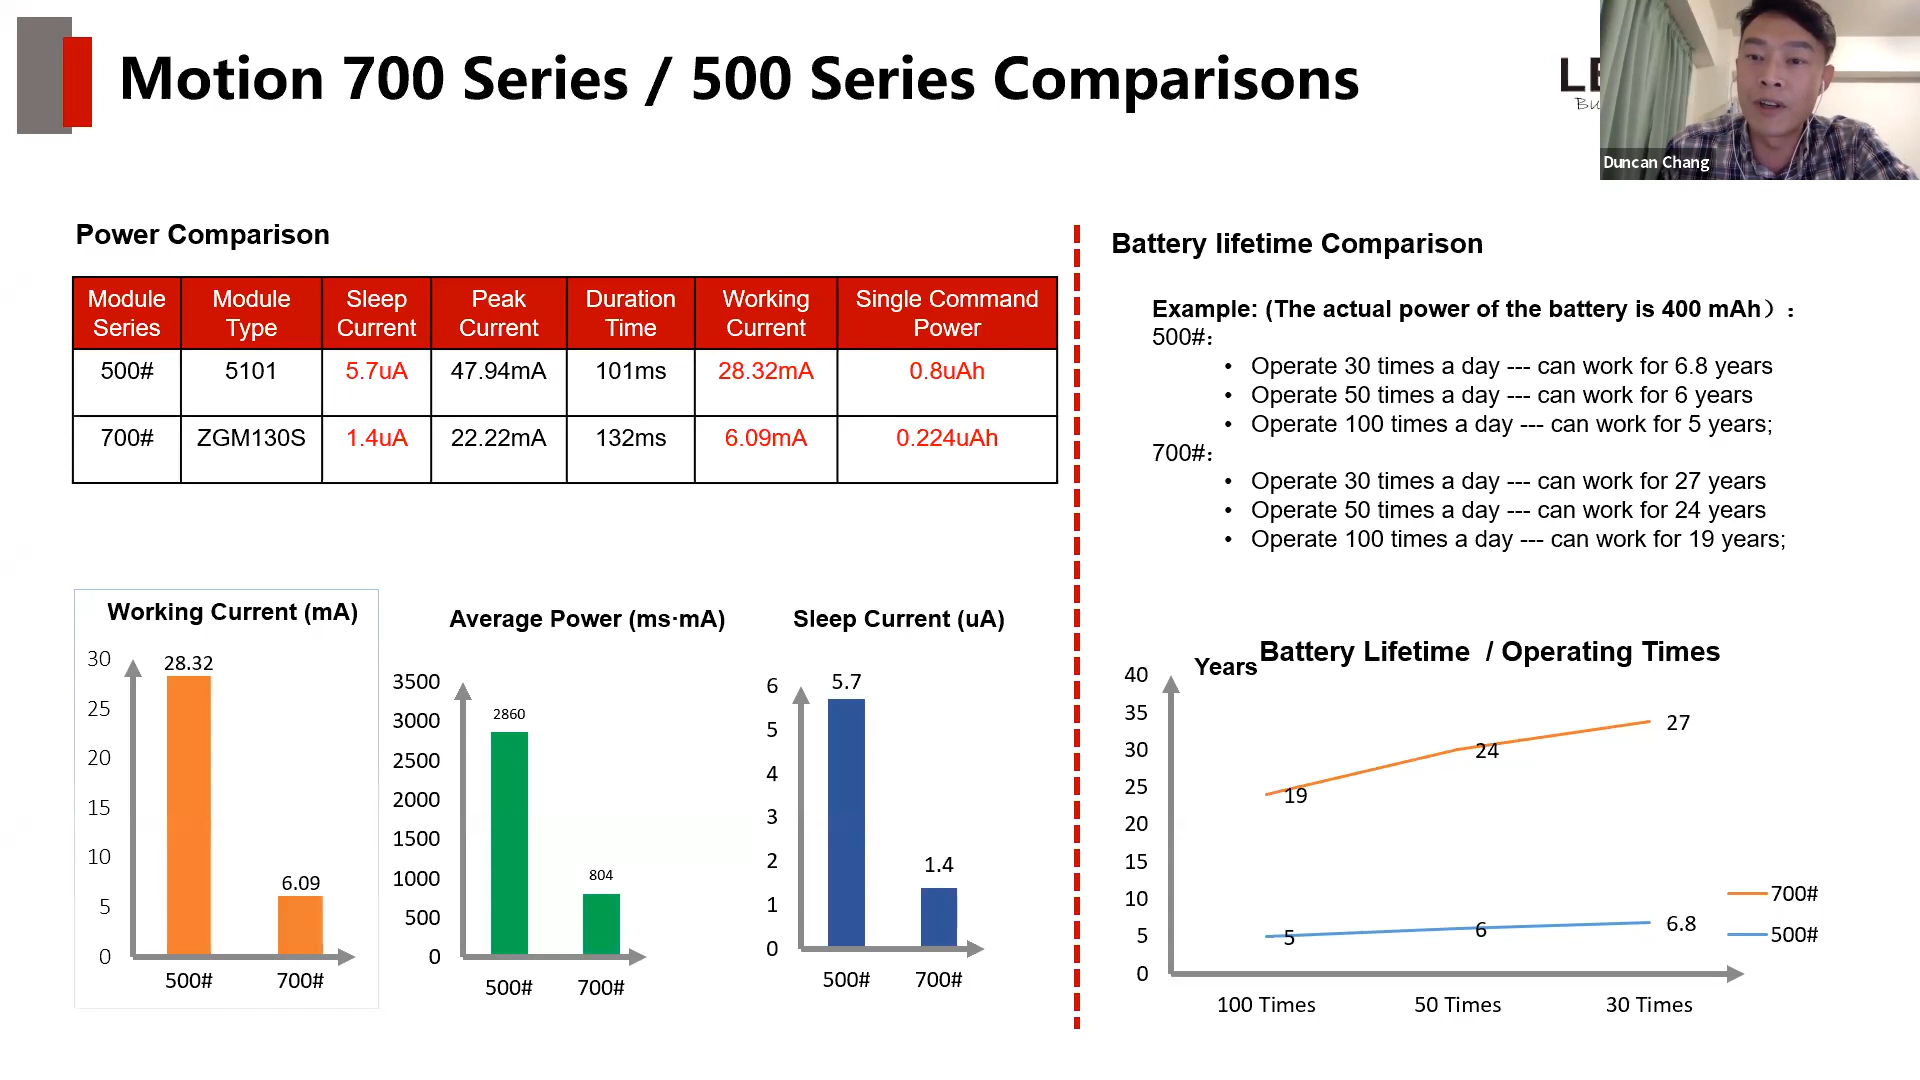 Motion 700 Series / 500 Series Comparisons
Duncan Chang
Power Comparison
Module Series Module Type Sleep Current Peak Current Duration Time Working Current Single Command Power
500# 5101 5.7uA 47.94mA 101ms 28.32mA 0.8uAh
700# ZGM130S 1.4uA 22.22mA 132ms 6.09mA 0.224uAh
Working Current (mA)
30
25
20
15
10
5
0
28.32
6.09
500# 700#
Average Power (ms·mA)
3500
3000
2500
2000
1500
1000
500
0
2860
804
500# 700#
Sleep Current (uA)
6
5
4
3
2
1
0
5.7
1.4
500# 700#
Battery lifetime Comparison
Example: (The actual power of the battery is 400 mAh）：
500#：
• Operate 30 times a day --- can work for 6.8 years
• Operate 50 times a day --- can work for 6 years
• Operate 100 times a day --- can work for 5 years;
700#：
• Operate 30 times a day --- can work for 27 years
• Operate 50 times a day --- can work for 24 years
• Operate 100 times a day --- can work for 19 years;
Battery Lifetime / Operating Times
Years
40
35
30
25
20
15
10
5
0
19
24
27
5
6
6.8
700#
500#
100 Times 50 Times 30 Times